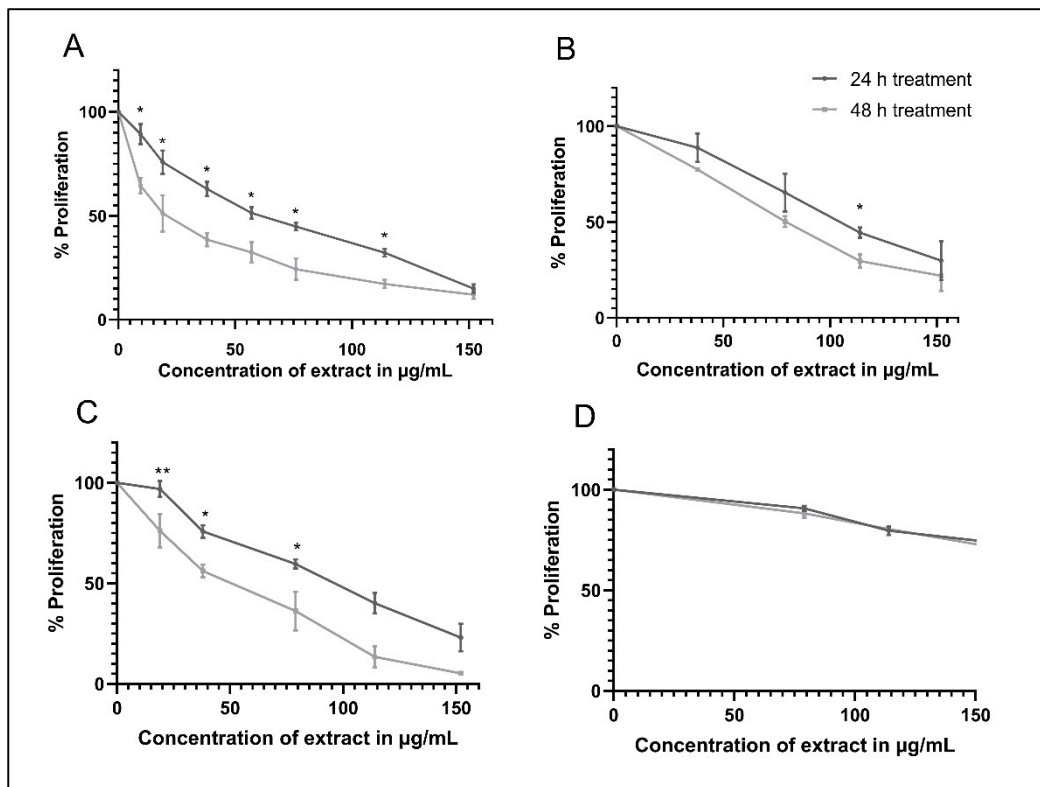 A
*
*
*
*
*
*
100
50
0
0 50 100 150
% Proliferation
Concentration of extract in µg/mL
B
24 h treatment
48 h treatment
*
100
50
0
0 50 100 150
% Proliferation
Concentration of extract in µg/mL
C
**
*
*
100
50
0
0 50 100 150
% Proliferation
Concentration of extract in µg/mL
D
100
50
0
0 50 100 150
% Proliferation
Concentration of extract in µg/mL